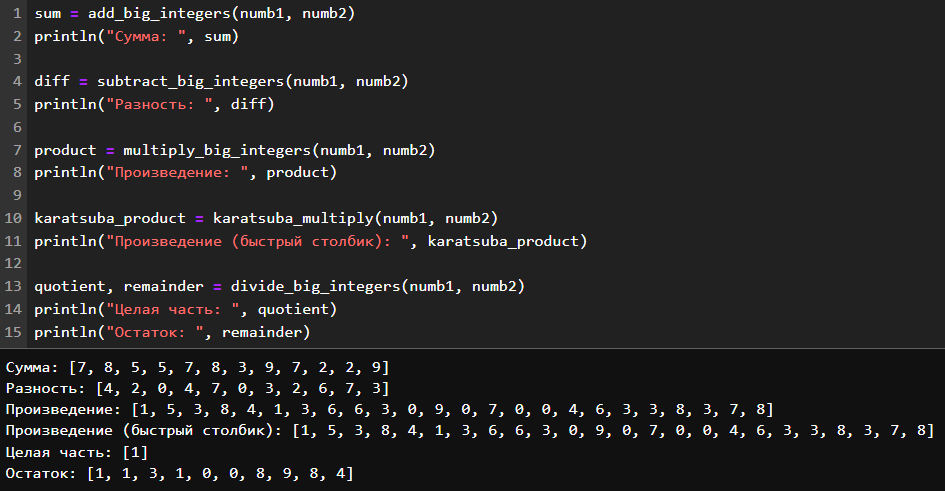 1 sum = add_big_integers(numb1, numb2)
2 println("Сумма: ", sum)
3
4 diff = subtract_big_integers(numb1, numb2)
5 println("Разность: ", diff)
6
7 product = multiply_big_integers(numb1, numb2)
8 println("Произведение: ", product)
9
10 karatsuba_product = karatsuba_multiply(numb1, numb2)
11 println("Произведение (быстрый столбик): ", karatsuba_product)
12
13 quotient, remainder = divide_big_integers(numb1, numb2)
14 println("Целая часть: ", quotient)
15 println("Остаток: ", remainder)
Сумма: [7, 8, 5, 5, 7, 8, 3, 9, 7, 2, 2, 9]
Разность: [4, 2, 0, 4, 7, 0, 3, 2, 6, 7, 3]
Произведение: [1, 5, 3, 8, 4, 1, 3, 6, 6, 3, 0, 9, 0, 7, 0, 0, 4, 6, 3, 3, 8, 3, 7, 8]
Произведение (быстрый столбик): [1, 5, 3, 8, 4, 1, 3, 6, 6, 3, 0, 9, 0, 7, 0, 0, 4, 6, 3, 3, 8, 3, 7, 8]
Целая часть: [1]
Остаток: [1, 1, 3, 1, 0, 0, 8, 9, 8, 4]